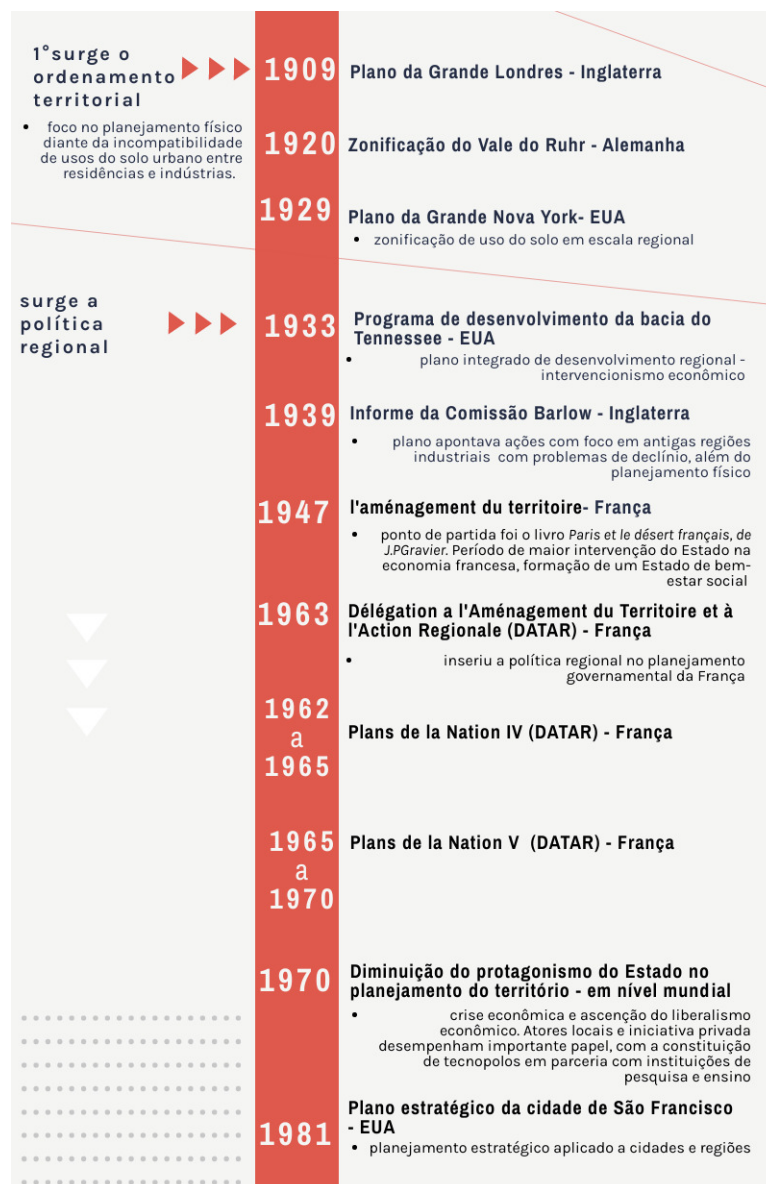 1°surge o
ordenamento
territorial
• foco no planejamento físico
diante da incompatibilidade
de usos do solo urbano entre
residências e indústrias.
1909
Plano da Grande Londres - Inglaterra
1920
Zonificação do Vale do Ruhr - Alemanha
1929
Plano da Grande Nova York- EUA
• zonificação de uso do solo em escala regional
surge a
política
regional
1933
Programa de desenvolvimento da bacia do
Tennessee - EUA
• plano integrado de desenvolvimento regional -
intervencionismo econômico
1939
Informe da Comissão Barlow - Inglaterra
• plano apontava ações com foco em antigas regiões
industriais com problemas de declínio, além do
planejamento físico
1947
l'aménagement du territoire- França
• ponto de partida foi o livro Paris et le désert français, de
J.PGravier. Período de maior intervenção do Estado na
economia francesa, formação de um Estado de bem-
estar social
1963
Délégation a l'Aménagement du Territoire et à
l'Action Regionale (DATAR) - França
• inseriu a política regional no planejamento
governamental da França
1962
a
1965
Plans de la Nation IV (DATAR) - França
1965
a
1970
Plans de la Nation V (DATAR) - França
1970
Diminuição do protagonismo do Estado no
planejamento do território - em nível mundial
• crise econômica e ascenção do liberalismo
econômico. Atores locais e iniciativa privada
desempenham importante papel, com a constituição
de tecnopolos em parceria com instituições de
pesquisa e ensino
1981
Plano estratégico da cidade de São Francisco
- EUA
• planejamento estratégico aplicado a cidades e regiões